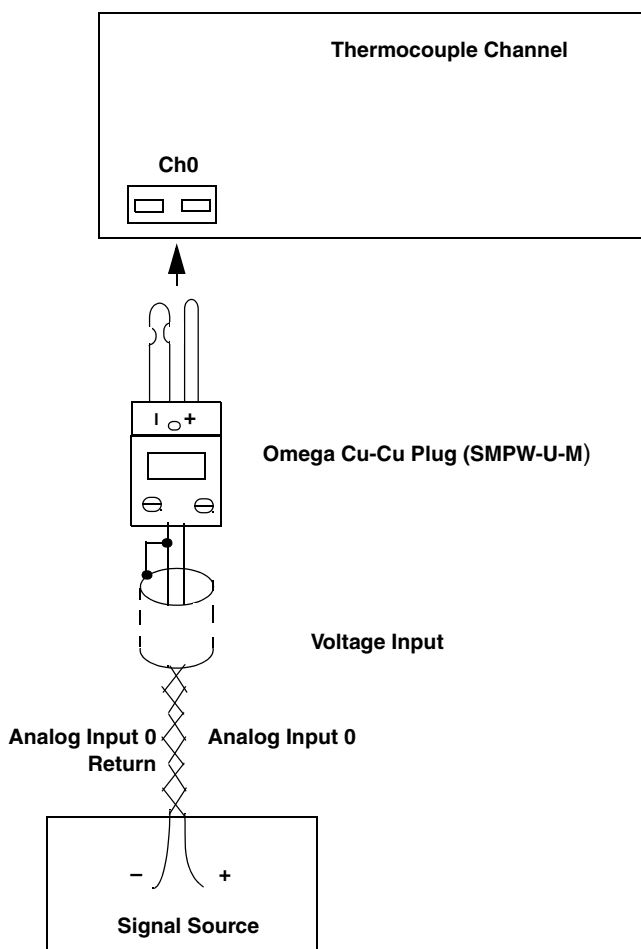 Thermocouple Channel
Ch0
– +
Omega Cu-Cu Plug (SMPW-U-M)
Voltage Input
Analog Input 0 Analog Input 0
Return
– +
Signal Source